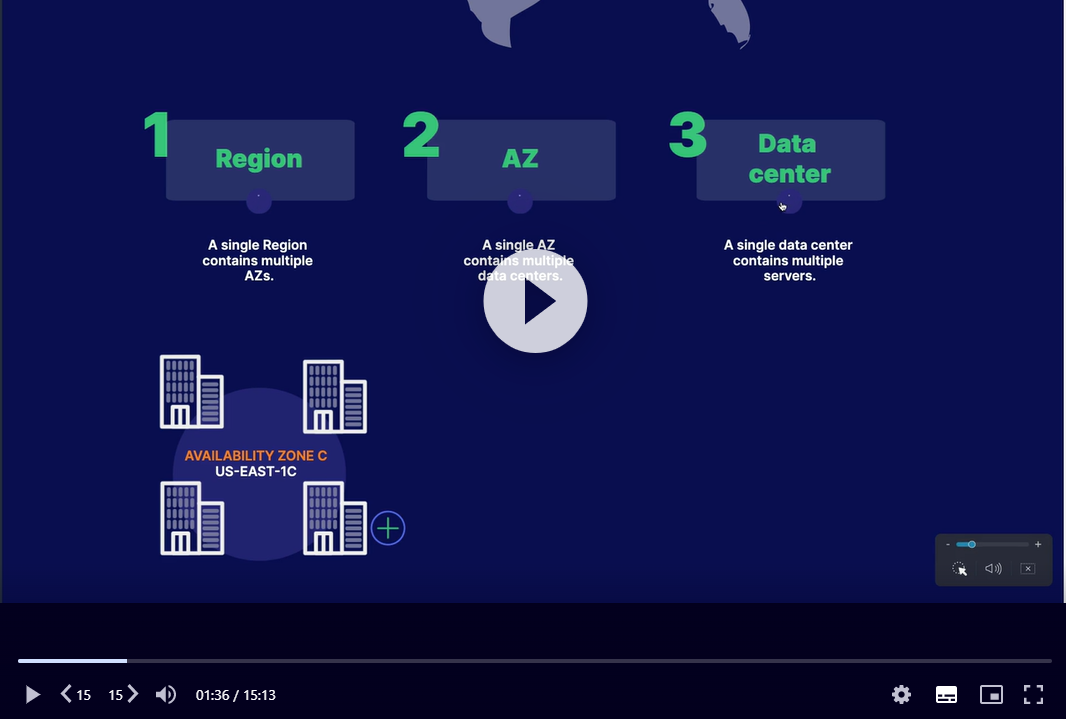 1
Region
A single Region
contains multiple
AZs.
2
AZ
A single AZ
contains multiple
data centers.
3
Data
center
A single data center
contains multiple
servers.
AVAILABILITY ZONE C
US-EAST-1C
- +
15
15
01:36 / 15:13